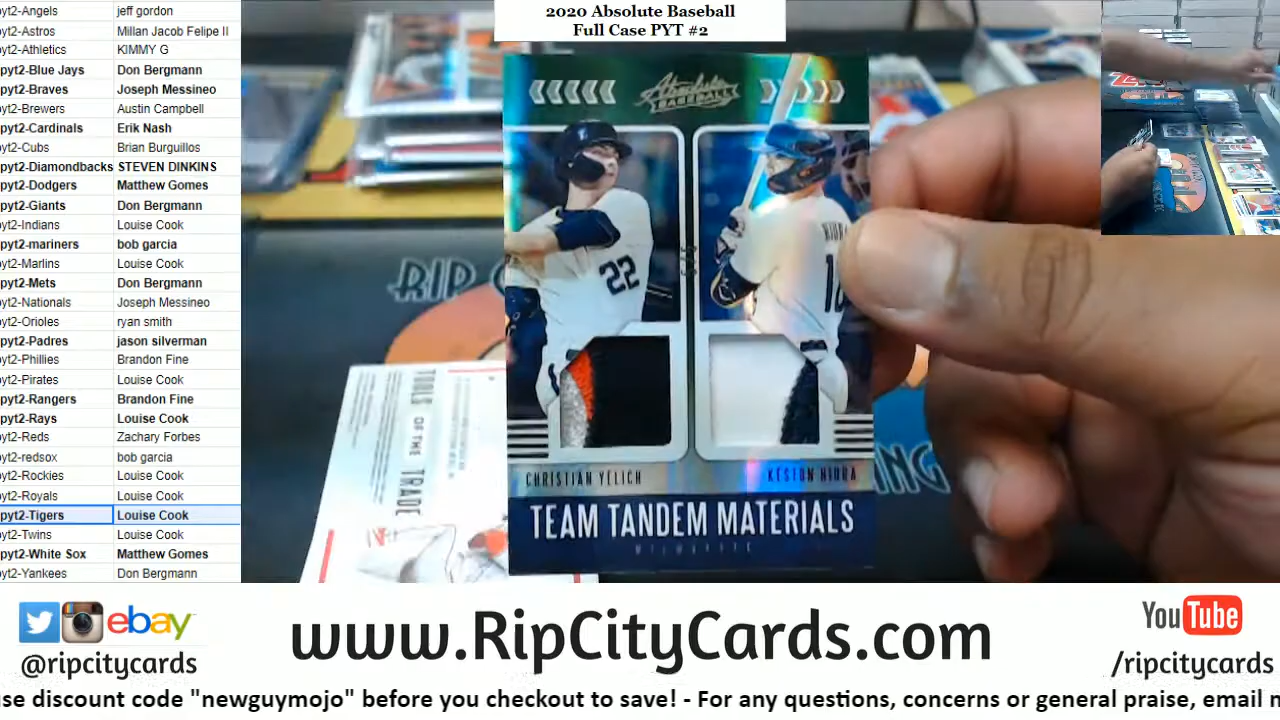 pyt2-Angels jeff gordon
pyt2-Astros Millan Jacob Felipe II
pyt2-Athletics KIMMY G
pyt2-Blue Jays Don Bergmann
pyt2-Braves Joseph Messineo
pyt2-Brewers Austin Campbell
pyt2-Cardinals Erik Nash
pyt2-Cubs Brian Burguillos
pyt2-Diamondbacks STEVEN DINKINS
pyt2-Dodgers Matthew Gomes
pyt2-Giants Don Bergmann
pyt2-Indians Louise Cook
pyt2-mariners bob garcia
pyt2-Marlins Louise Cook
pyt2-Mets Don Bergmann
pyt2-Nationals Joseph Messineo
pyt2-Orioles ryan smith
pyt2-Padres jason silverman
pyt2-Phillies Brandon Fine
pyt2-Pirates Louise Cook
pyt2-Rangers Brandon Fine
pyt2-Rays Louise Cook
pyt2-Reds Zachary Forbes
pyt2-redsox bob garcia
pyt2-Rockies Louise Cook
pyt2-Royals Louise Cook
pyt2-Tigers Louise Cook
pyt2-Twins Louise Cook
pyt2-White Sox Matthew Gomes
pyt2-Yankees Don Bergmann
2020 Absolute Baseball
Full Case PYT #2
Absolute
BASEBALL
22
HIURA
CHRISTIAN YELICH
KESTON HIURA
TEAM TANDEM MATERIALS
MILWAUKEE
TOOLS OF THE TRADE
RIP
ING
ebay
@ripcitycards
www.RipCityCards.com
YouTube
/ripcitycards
use discount code "newguymojo" before you checkout to save! - For any questions, concerns or general praise, email